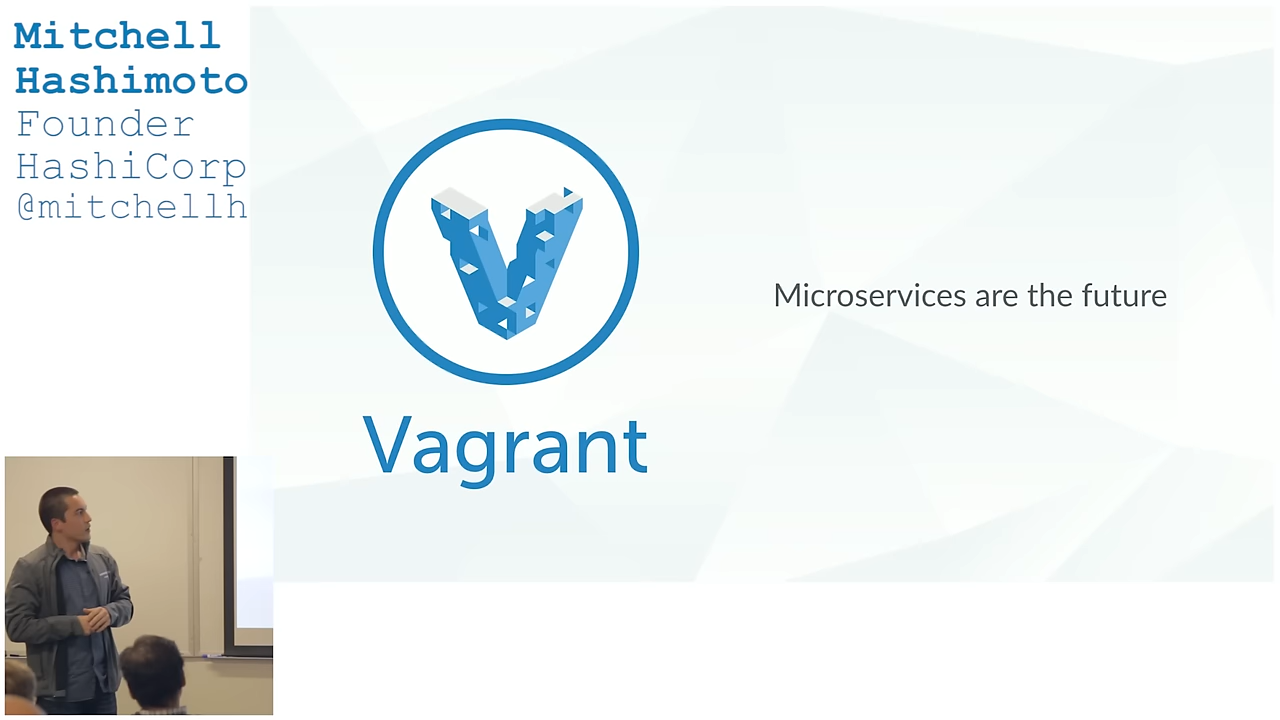 Mitchell
Hashimoto
Founder
HashiCorp
@mitchellh
Vagrant
Microservices are the future